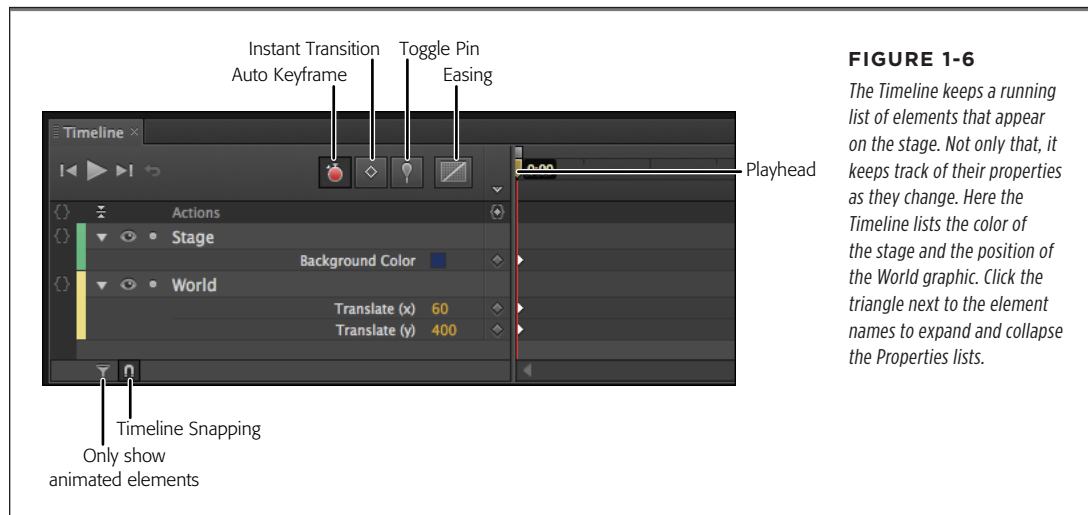 Instant Transition Toggle Pin
Auto Keyframe Easing
Timeline ×
0:00
Playhead
Actions
Stage
Background Color
World
Translate (x) 60
Translate (y) 400
Timeline Snapping
Only show
animated elements
FIGURE 1-6
The Timeline keeps a running
list of elements that appear
on the stage. Not only that, it
keeps track of their properties
as they change. Here the
Timeline lists the color of
the stage and the position of
the World graphic. Click the
triangle next to the element
names to expand and collapse
the Properties lists.